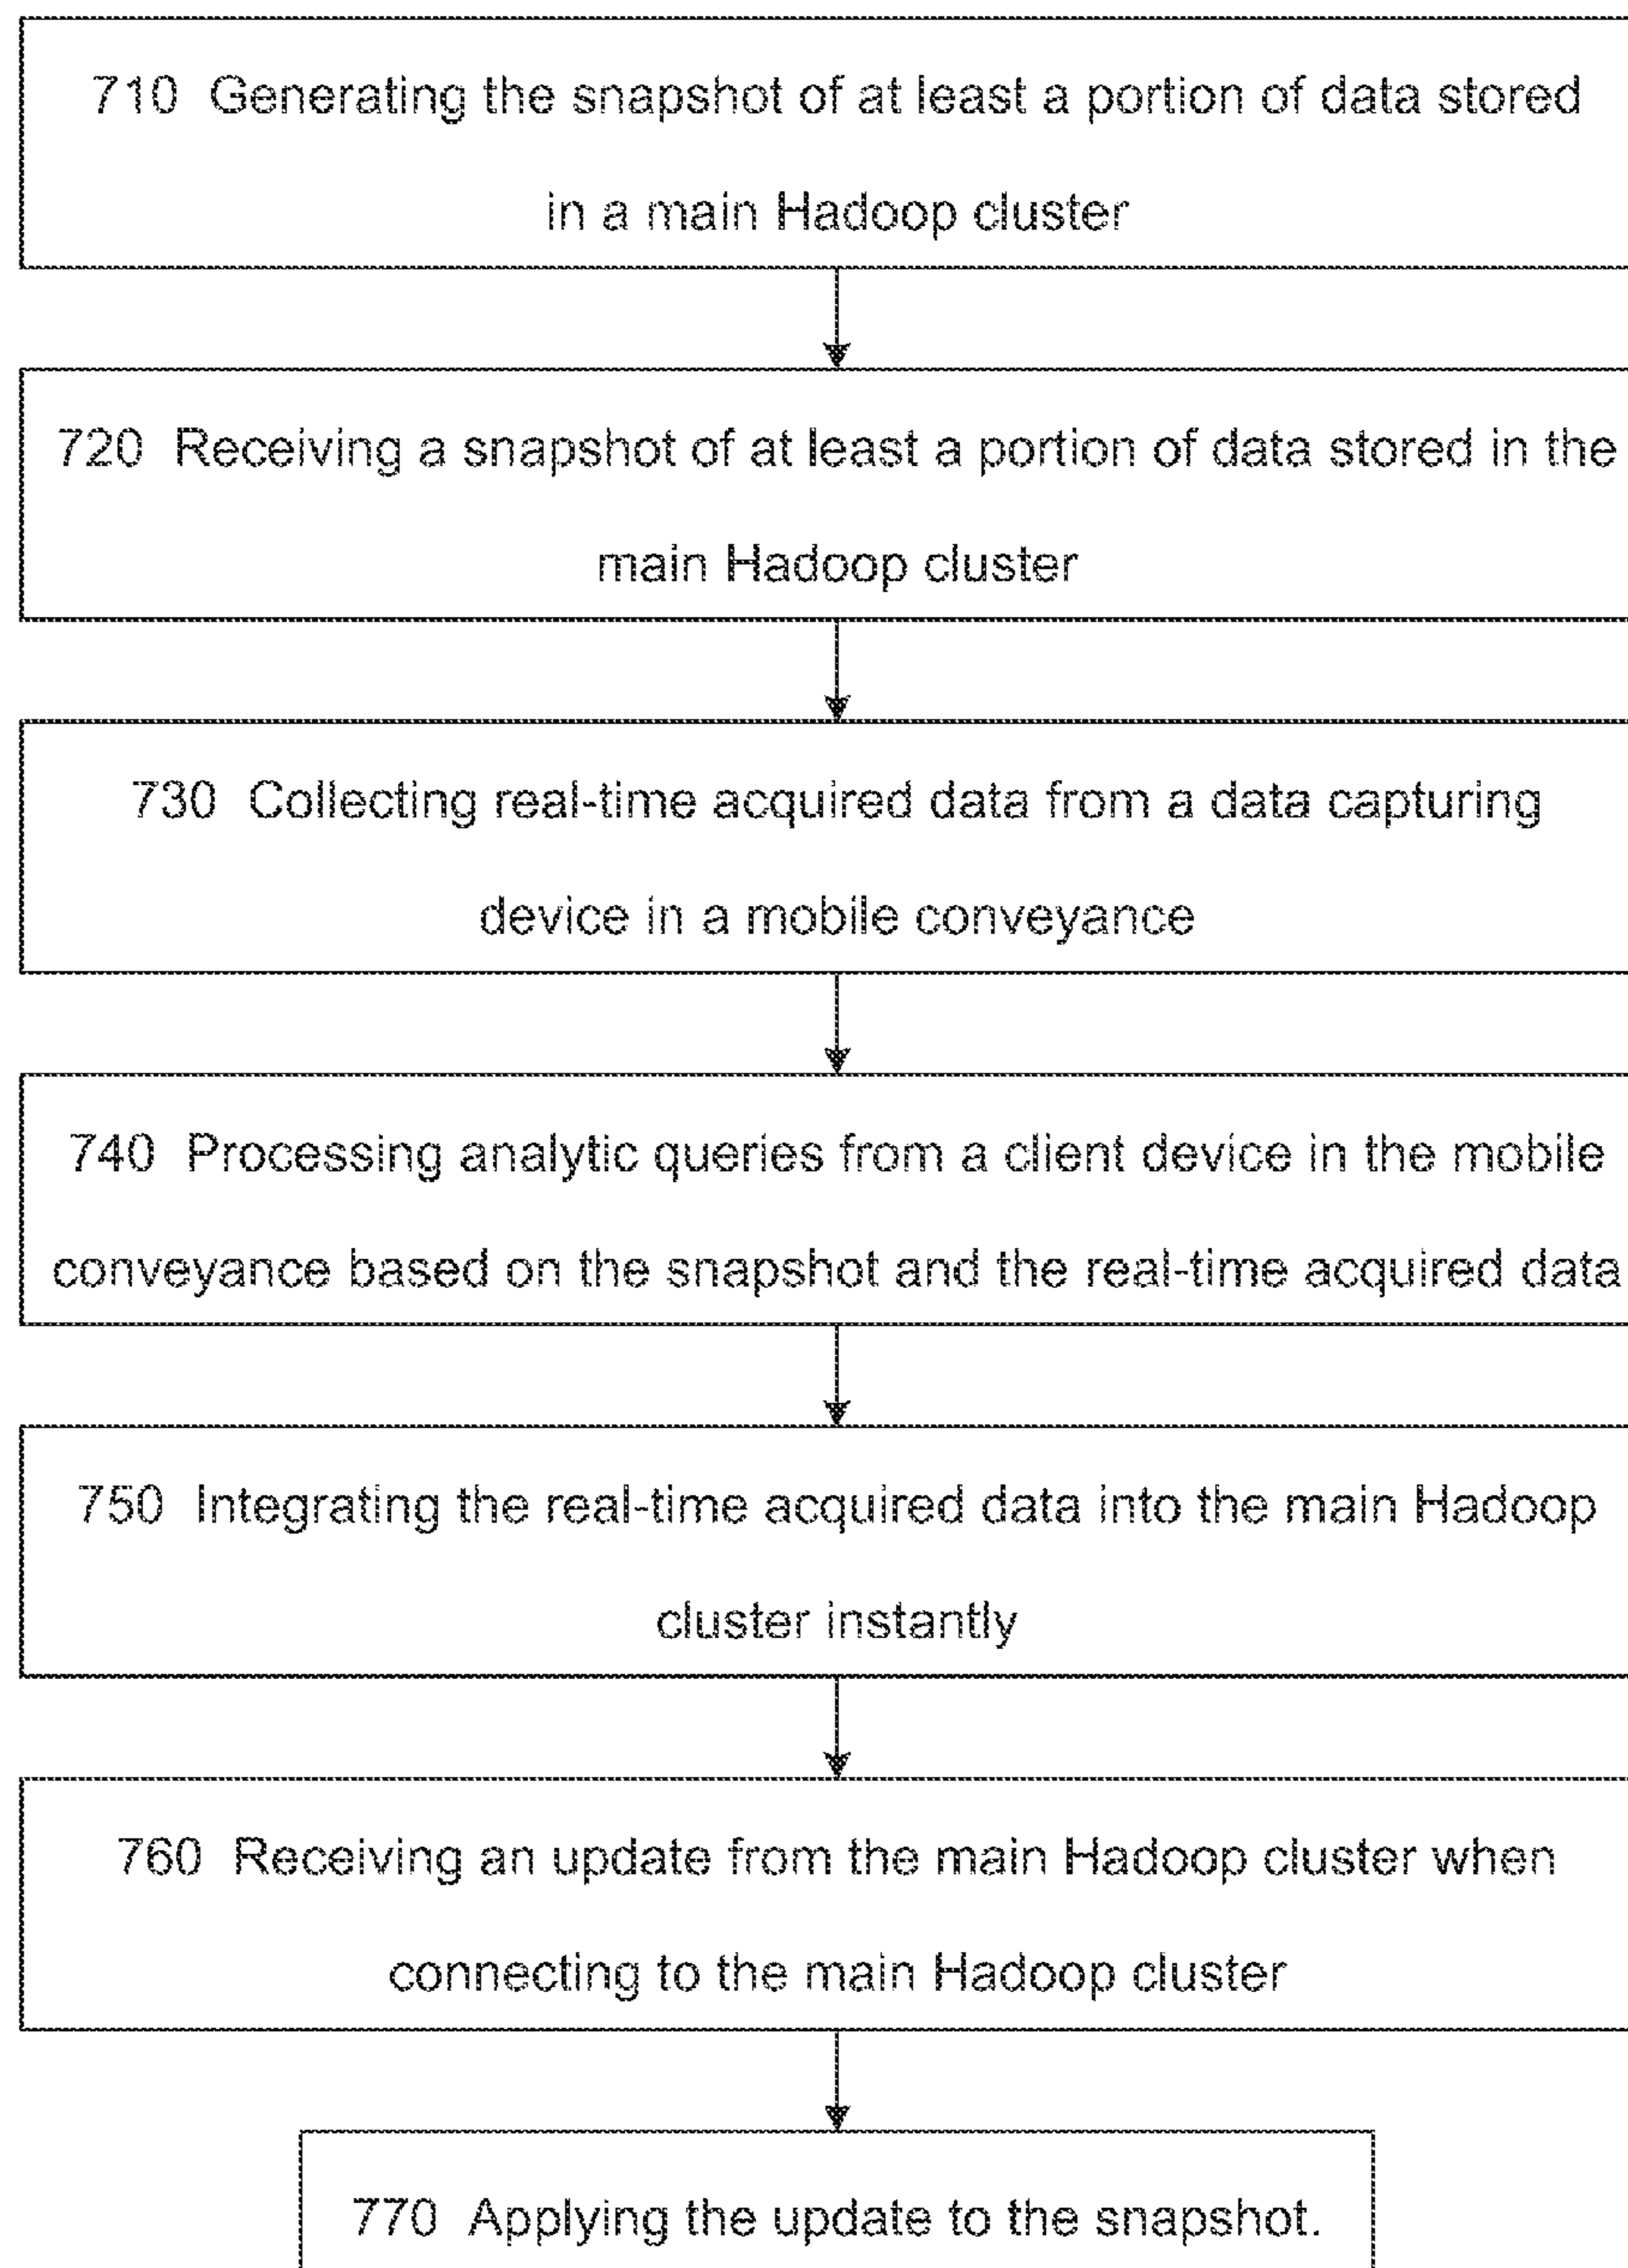 710 Generating the snapshot of at least a portion of data stored
in a main Hadoop cluster
720 Receiving a snapshot of at least a portion of data stored in the
main Hadoop cluster
730 Collecting real-time acquired data from a data capturing
device in a mobile conveyance
740 Processing analytic queries from a client device in the mobile
conveyance based on the snapshot and the real-time acquired data
750 Integrating the real-time acquired data into the main Hadoop
cluster instantly
760 Receiving an update from the main Hadoop cluster when
connecting to the main Hadoop cluster
770 Applying the update to the snapshot.